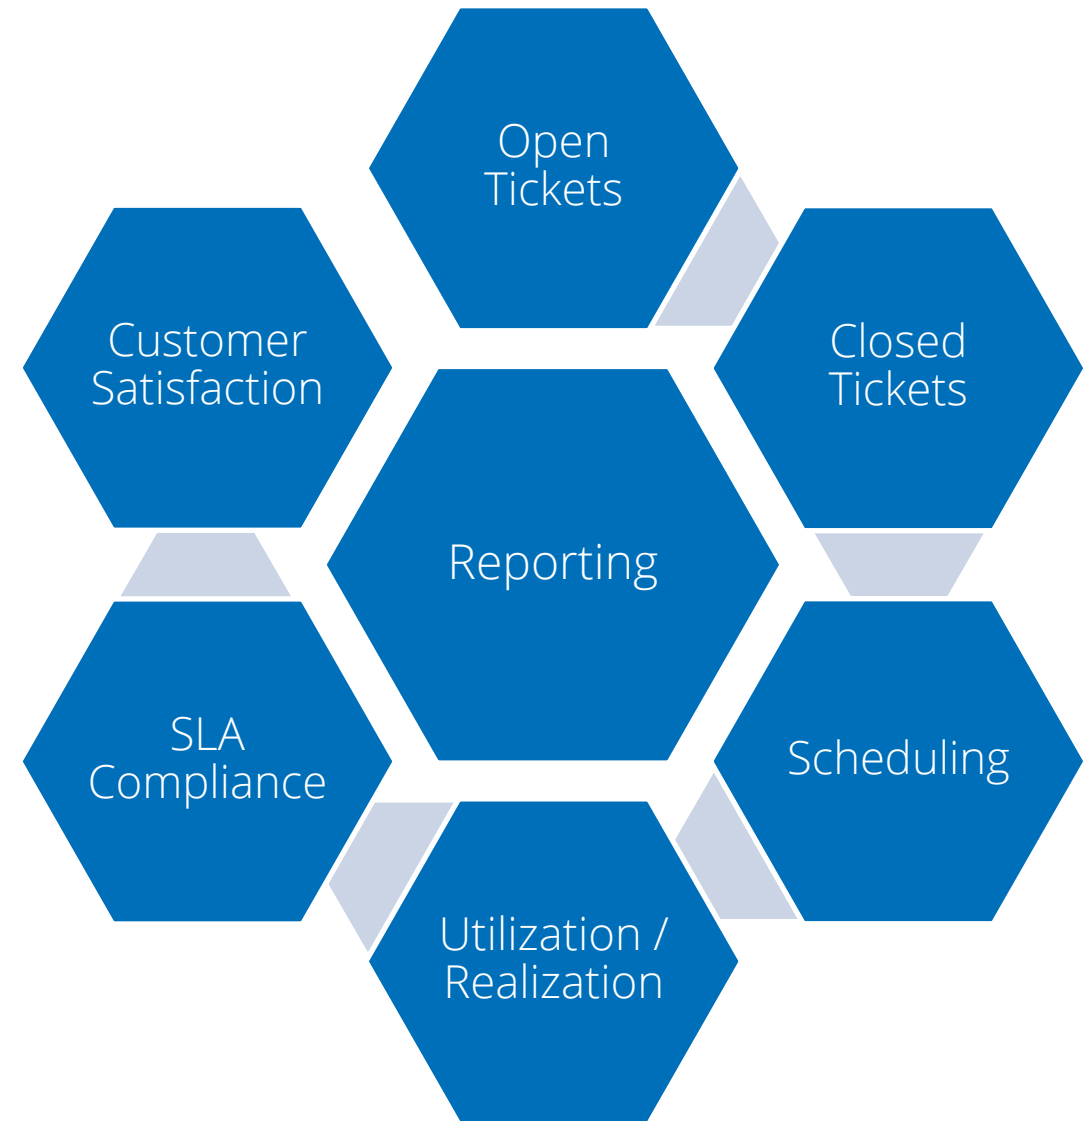 Open
Tickets
Closed
Tickets
Customer
Satisfaction
Reporting
SLA
Compliance
Scheduling
Utilization /
Realization